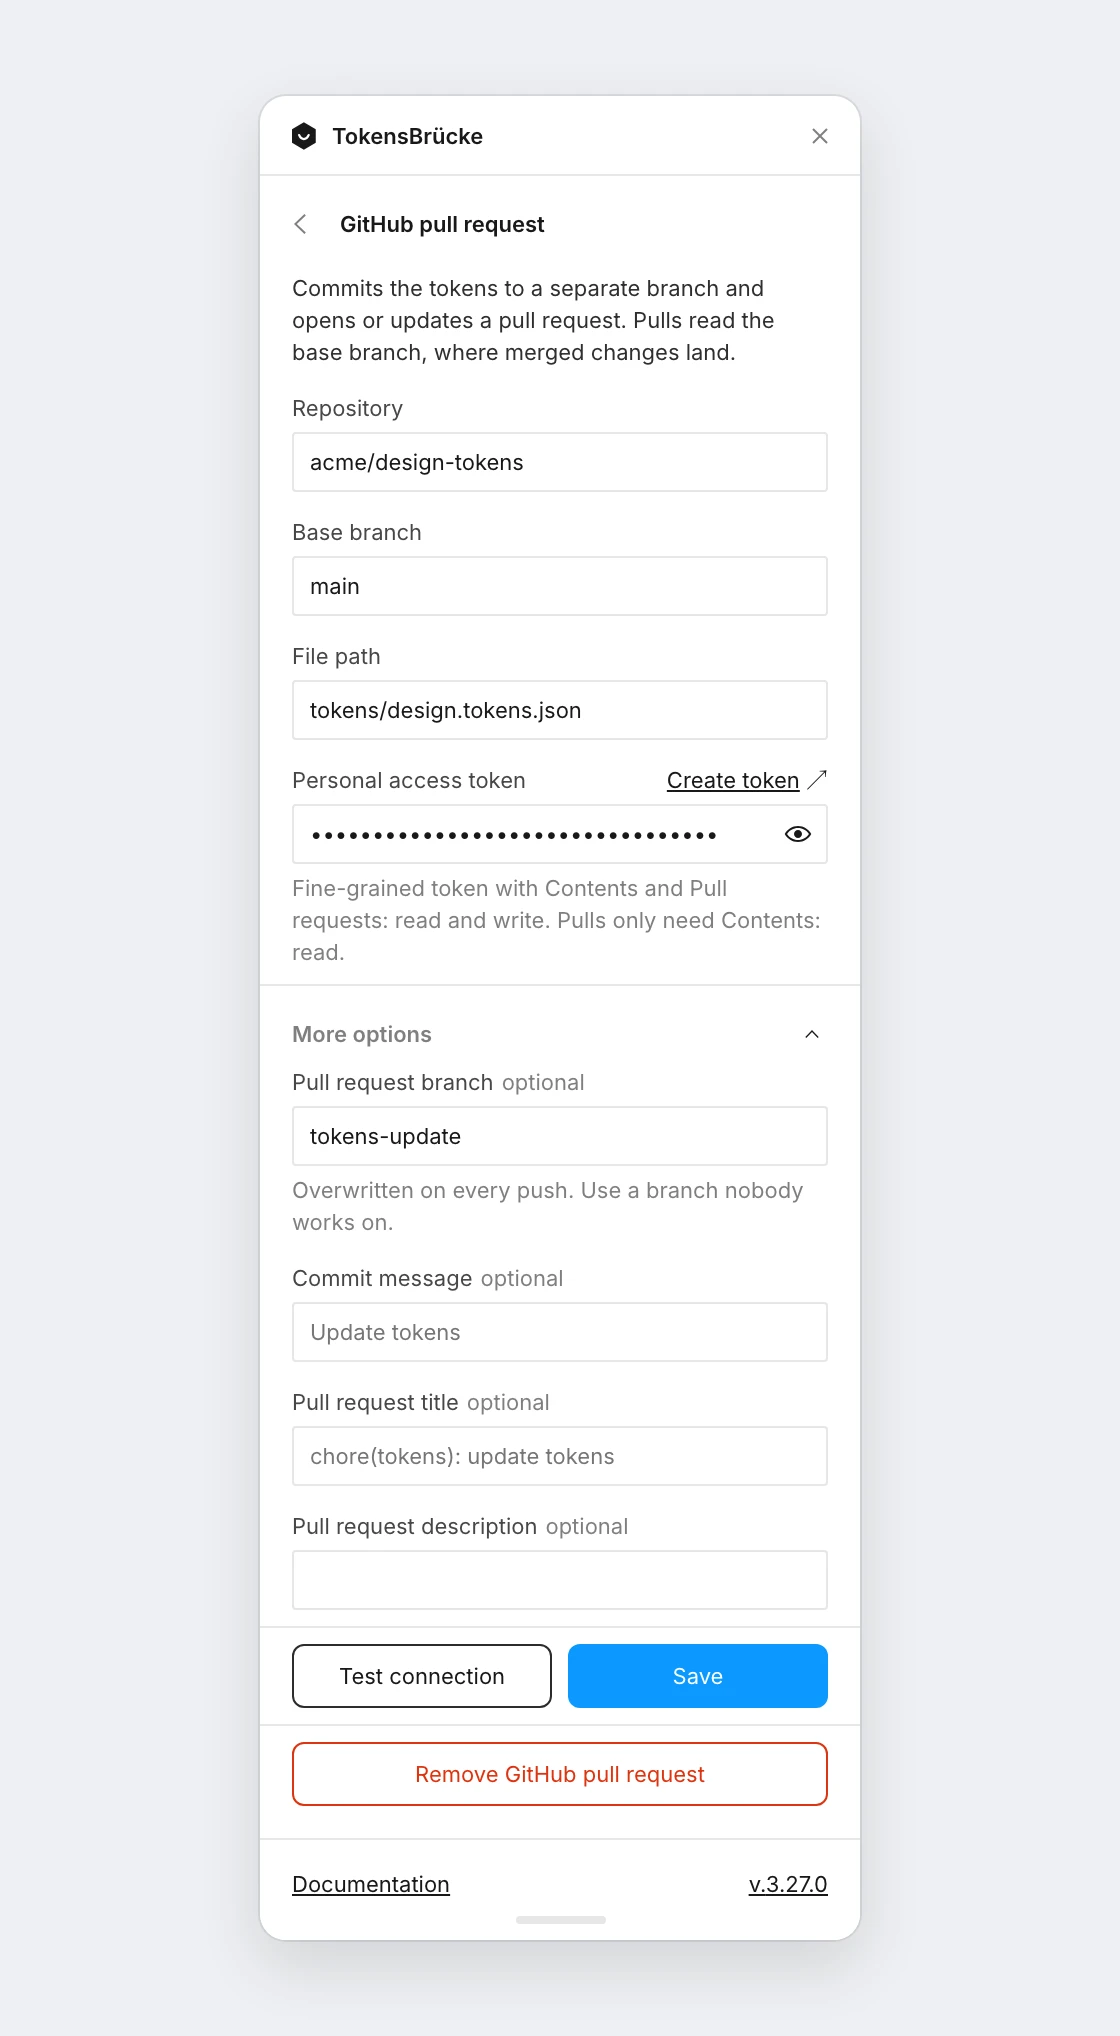 TokensBrücke
GitHub pull request
Commits the tokens to a separate branch and
opens or updates a pull request. Pulls read the
base branch, where merged changes land.
Repository
acme/design-tokens
Base branch
main
File path
tokens/design.tokens.json
Personal access token Create token
•••••••••••••••••••••••••••••••••
Fine-grained token with Contents and Pull
requests: read and write. Pulls only need Contents:
read.
More options
Pull request branch optional
tokens-update
Overwritten on every push. Use a branch nobody
works on.
Commit message optional
Update tokens
Pull request title optional
chore(tokens): update tokens
Pull request description optional
Test connection Save
Remove GitHub pull request
Documentation v.3.27.0